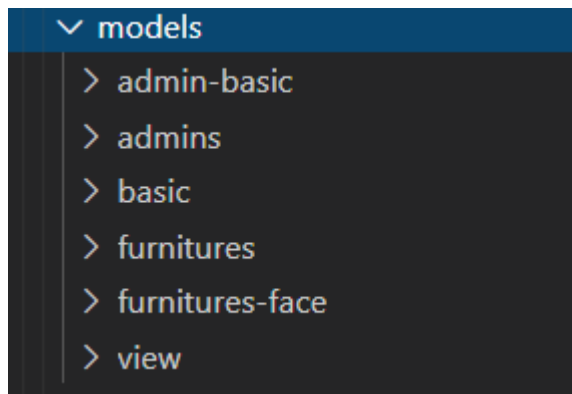 models
admin-basic
admins
basic
furnitures
furnitures-face
view